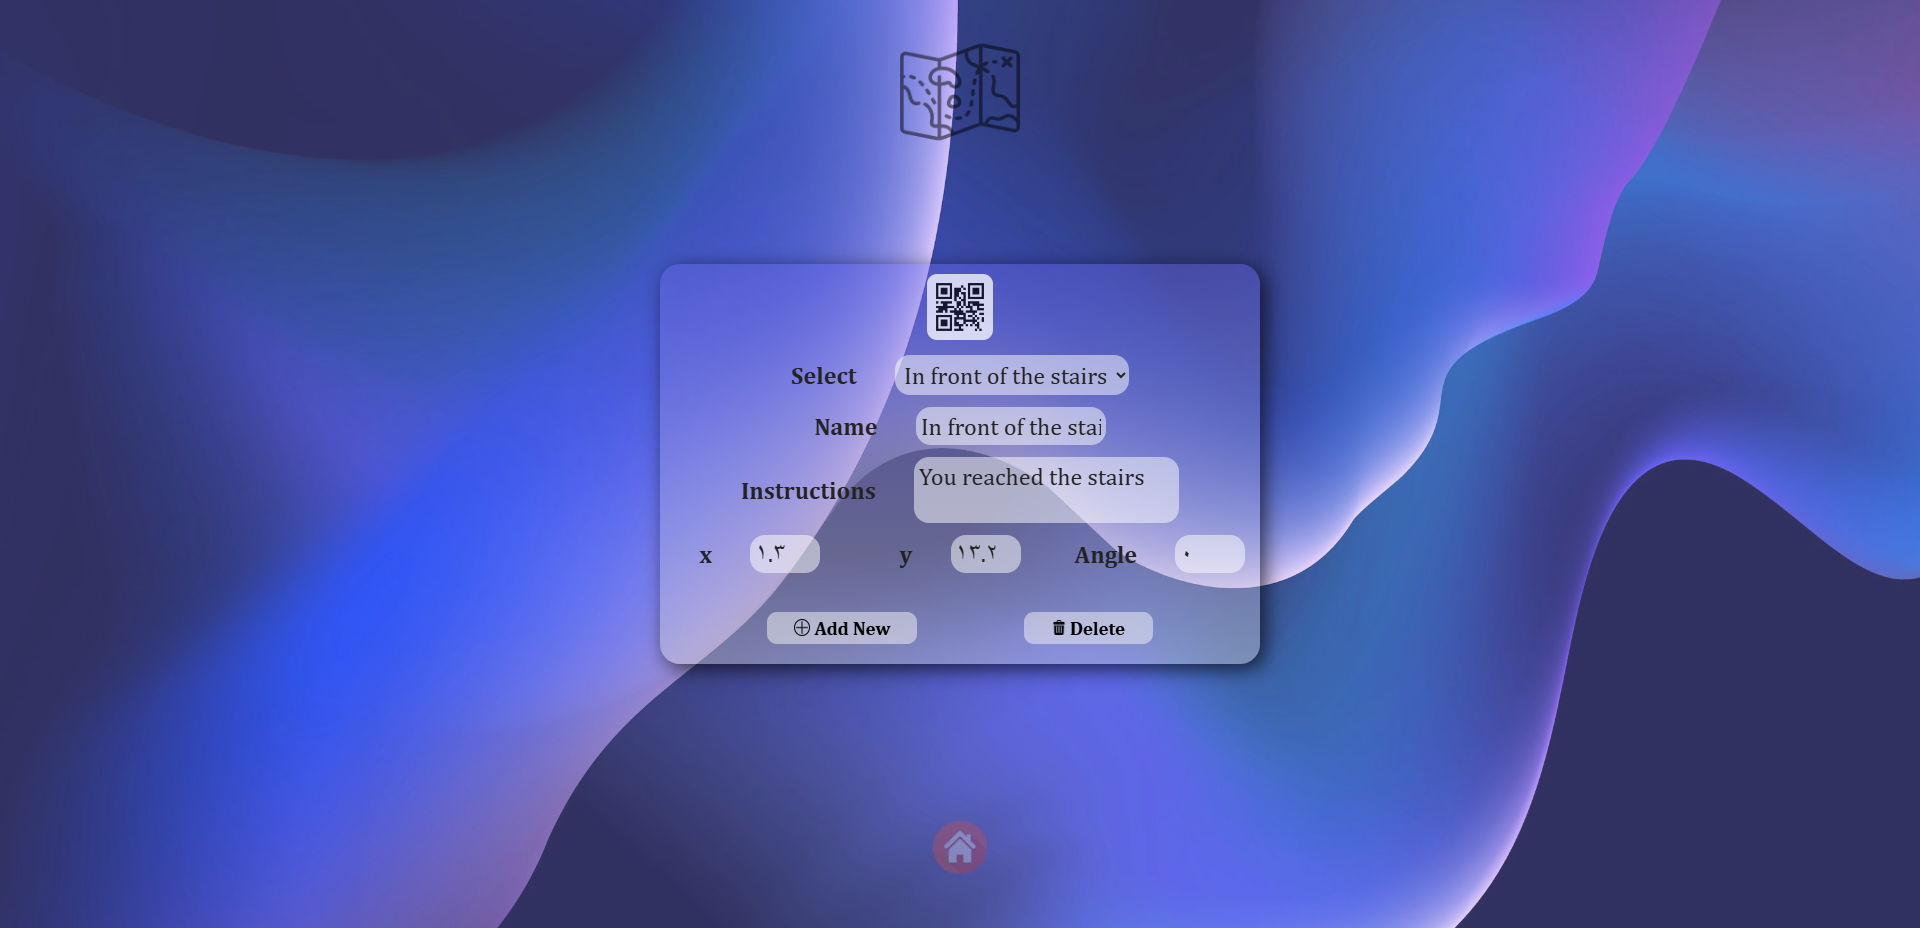 Select In front of the stairs
Name In front of the stai
Instructions You reached the stairs
x ١.٣ y ١٣.٢ Angle ٠
Add New Delete